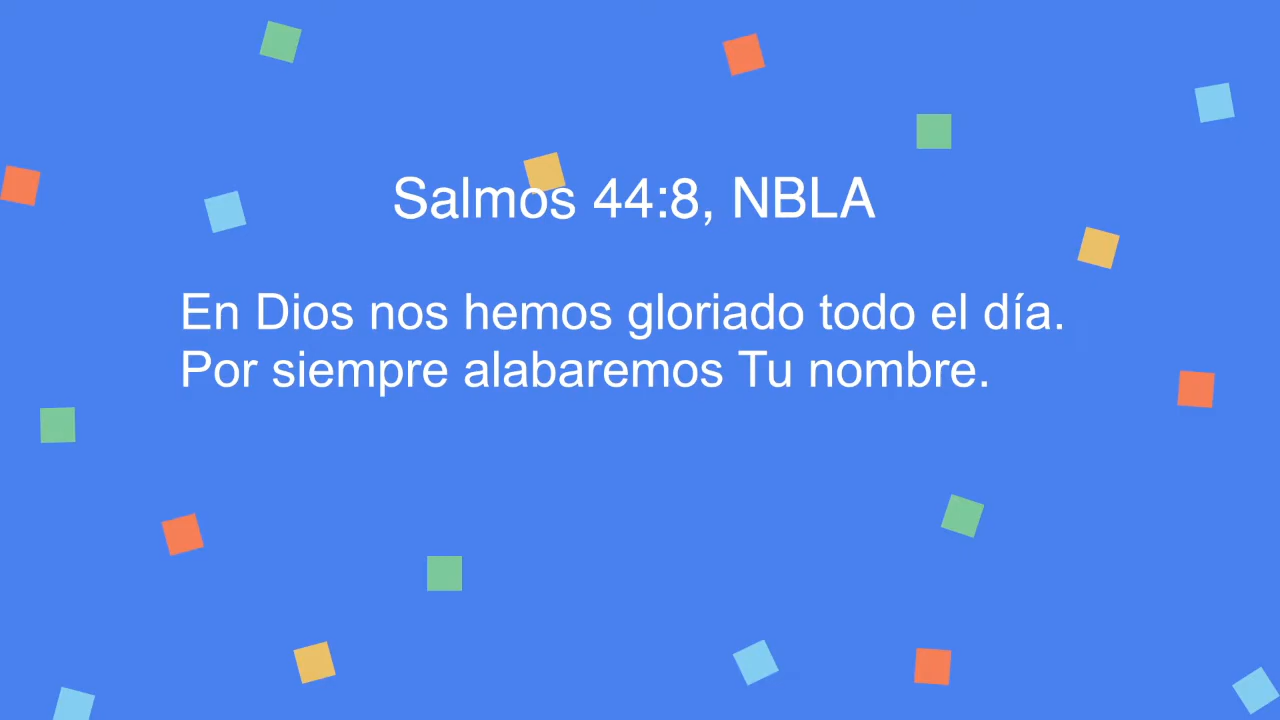 Salmos 44:8, NBLA
En Dios nos hemos gloriado todo el día.
Por siempre alabaremos Tu nombre.